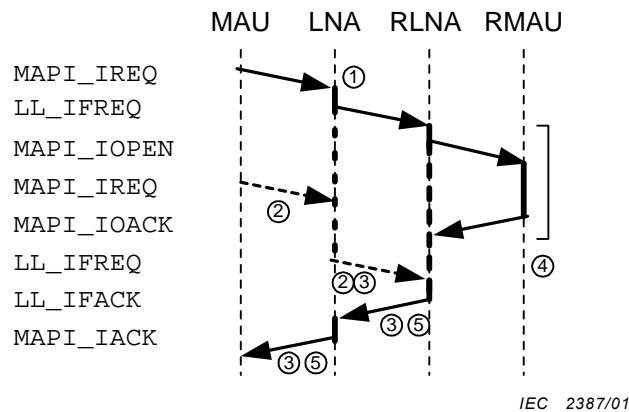 MAU LNA RLNA RMAU
MAPI_IREQ ①
LL_IFREQ
MAPI_IOPEN
MAPI_IREQ
②
MAPI_IOACK
LL_IFREQ ④
②③
LL_IFACK
③⑤
MAPI_IACK
③⑤
IEC 2387/01